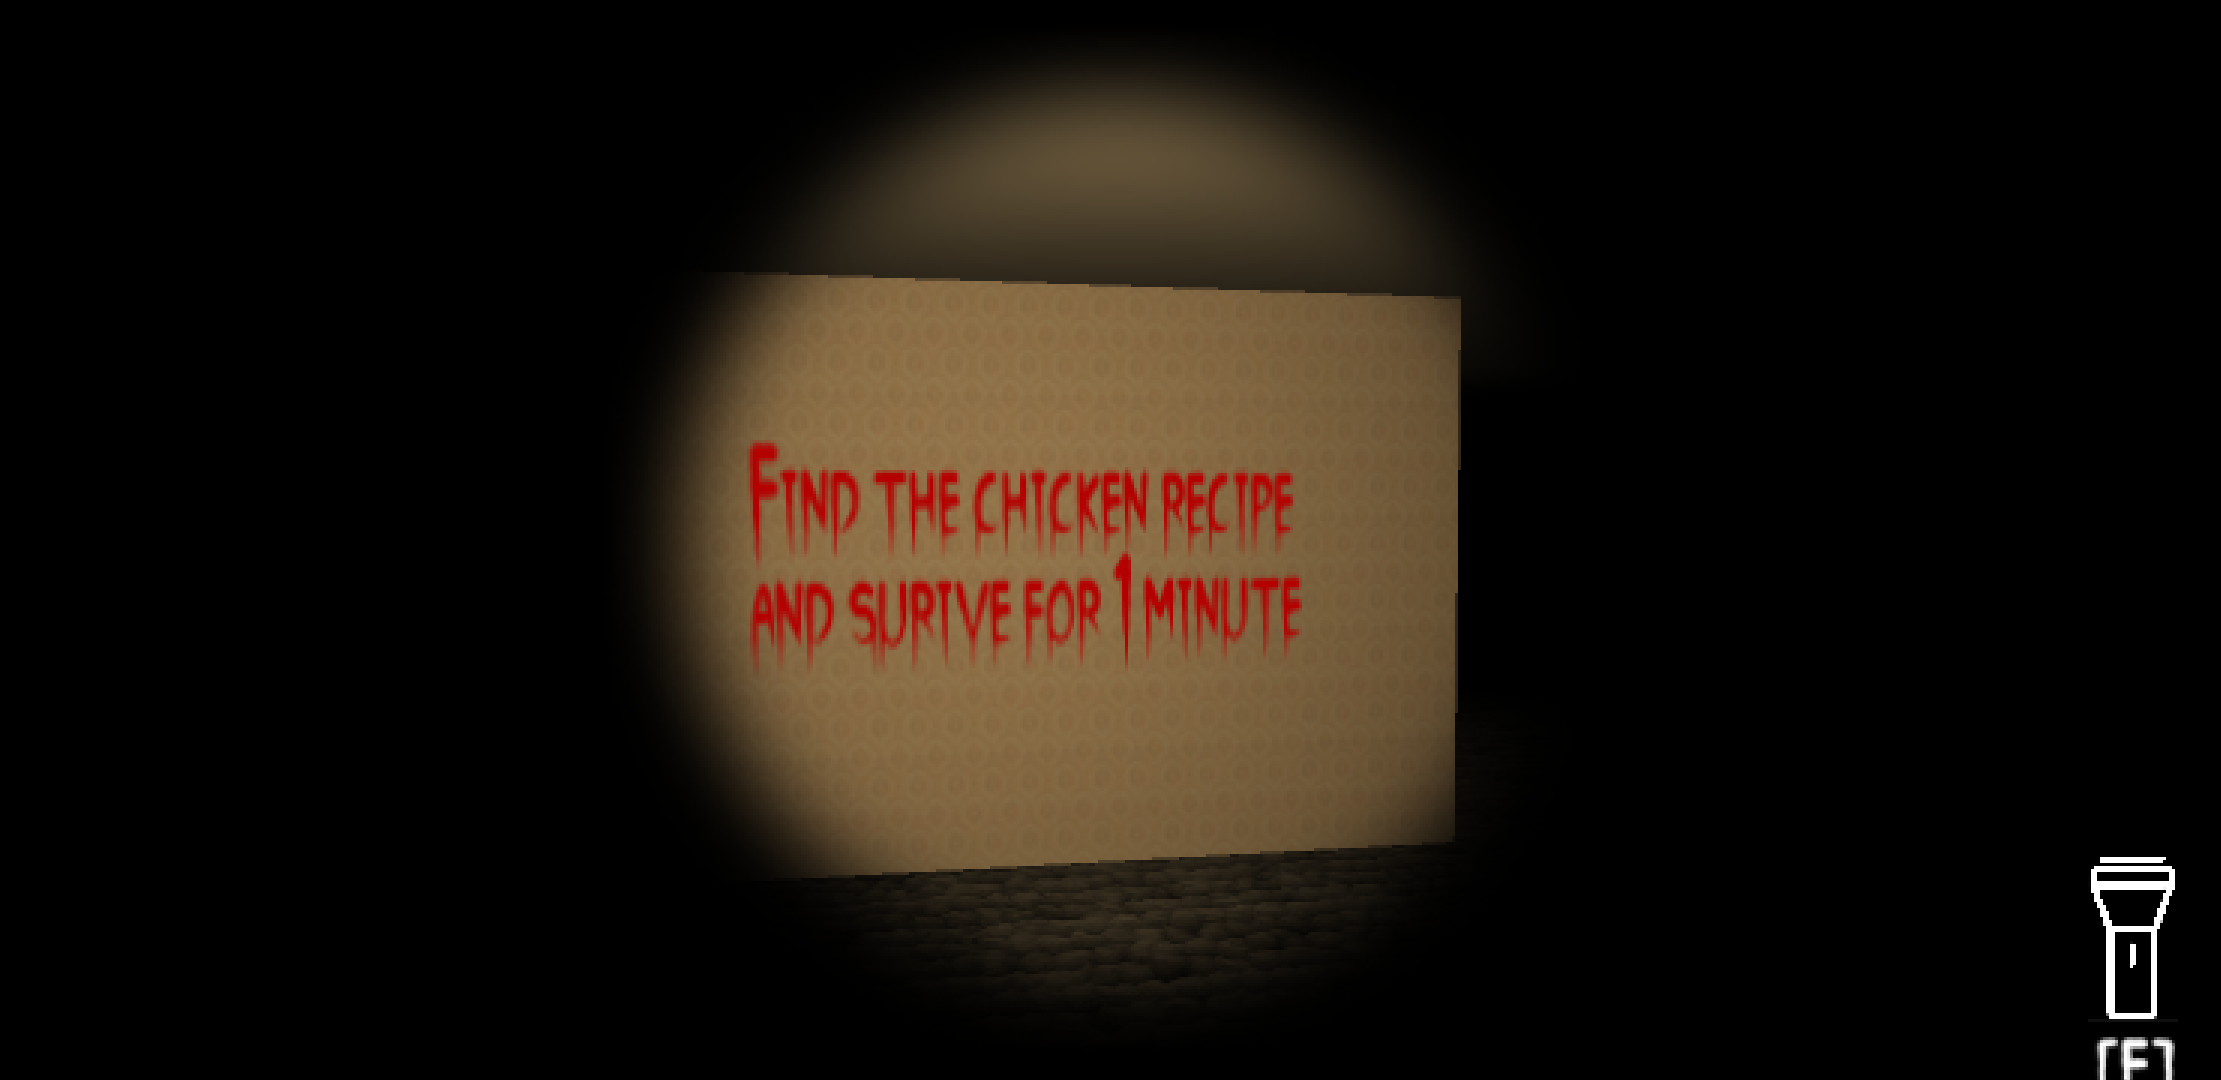 Find the chicken recipe
and surive for 1 minute
[F]